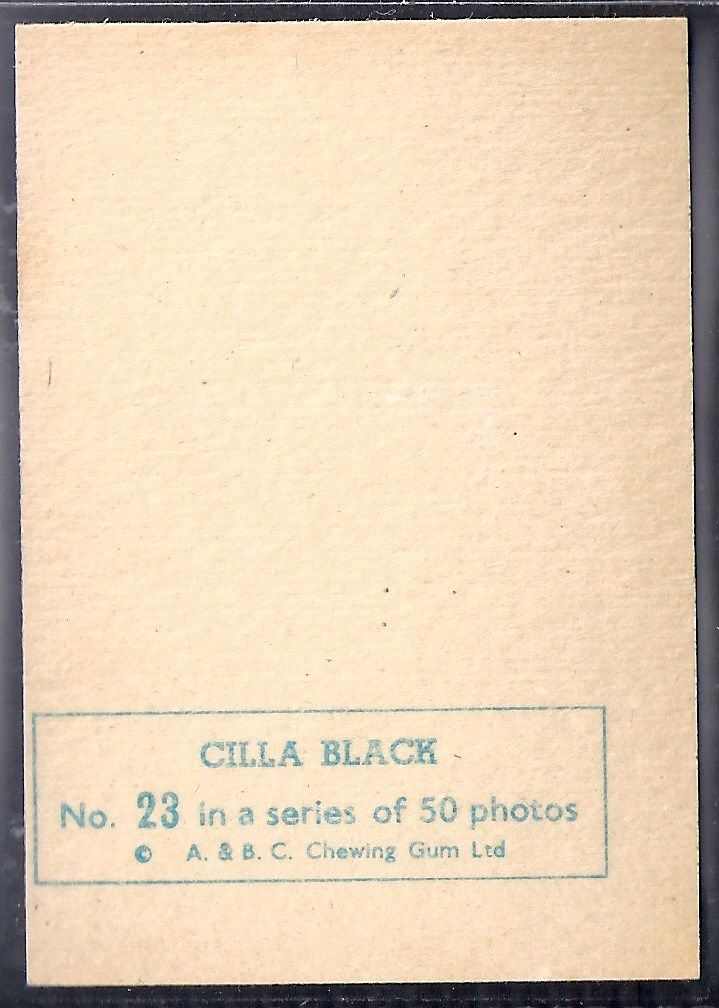 CILLA BLACK
No. 23 in a series of 50 photos
© A. & B. C. Chewing Gum Ltd